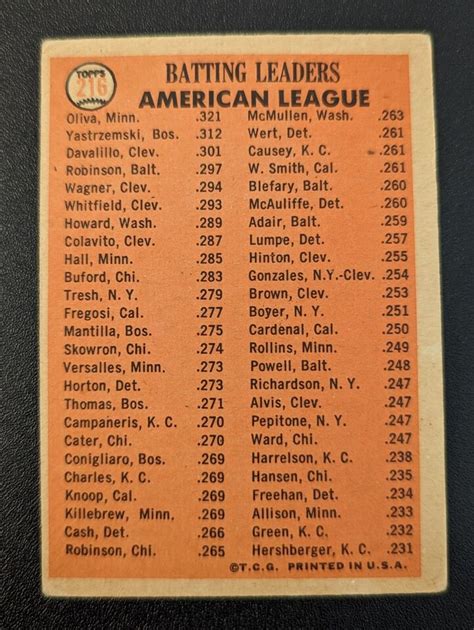 TOPPS
216
BATTING LEADERS
AMERICAN LEAGUE
Oliva, Minn. .321
Yastrzemski, Bos. .312
Davalillo, Clev. .301
Robinson, Balt. .297
Wagner, Clev. .294
Whitfield, Clev. .293
Howard, Wash. .289
Colavito, Clev. .287
Hall, Minn. .285
Buford, Chi. .283
Tresh, N. Y. .279
Fregosi, Cal. .277
Mantilla, Bos. .275
Skowron, Chi. .274
Versalles, Minn. .273
Horton, Det. .273
Thomas, Bos. .271
Campaneris, K. C. .270
Cater, Chi. .270
Conigliaro, Bos. .269
Charles, K. C. .269
Knoop, Cal. .269
Killebrew, Minn. .269
Cash, Det. .266
Robinson, Chi. .265
McMullen, Wash. .263
Wert, Det. .261
Causey, K. C. .261
W. Smith, Cal. .261
Blefary, Balt. .260
McAuliffe, Det. .260
Adair, Balt. .259
Lumpe, Det. .257
Hinton, Clev. .255
Gonzales, N.Y.-Clev. .254
Brown, Clev. .253
Boyer, N. Y. .251
Cardenal, Cal. .250
Rollins, Minn. .249
Powell, Balt. .248
Richardson, N. Y. .247
Alvis, Clev. .247
Pepitone, N. Y. .247
Ward, Chi. .247
Harrelson, K. C. .238
Hansen, Chi. .235
Freehan, Det. .234
Allison, Minn. .233
Green, K. C. .232
Hershberger, K. C. .231
©T.C.G. PRINTED IN U.S.A.